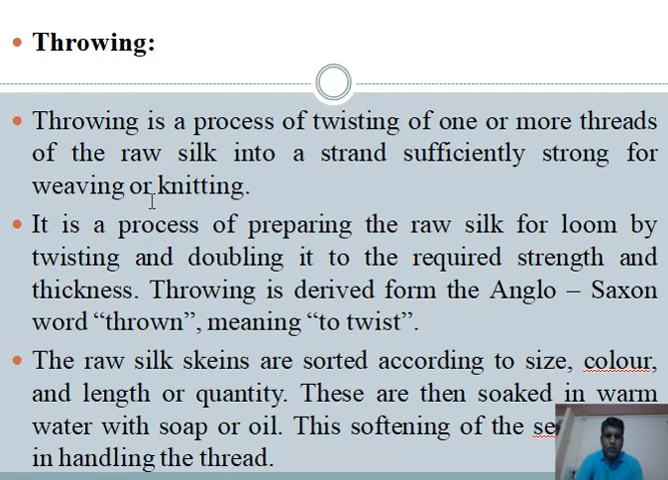 Throwing:
Throwing is a process of twisting of one or more threads
of the raw silk into a strand sufficiently strong for
weaving or knitting.
It is a process of preparing the raw silk for loom by
twisting and doubling it to the required strength and
thickness. Throwing is derived form the Anglo – Saxon
word “thrown”, meaning “to twist”.
The raw silk skeins are sorted according to size, colour,
and length or quantity. These are then soaked in warm
water with soap or oil. This softening of the
in handling the thread.